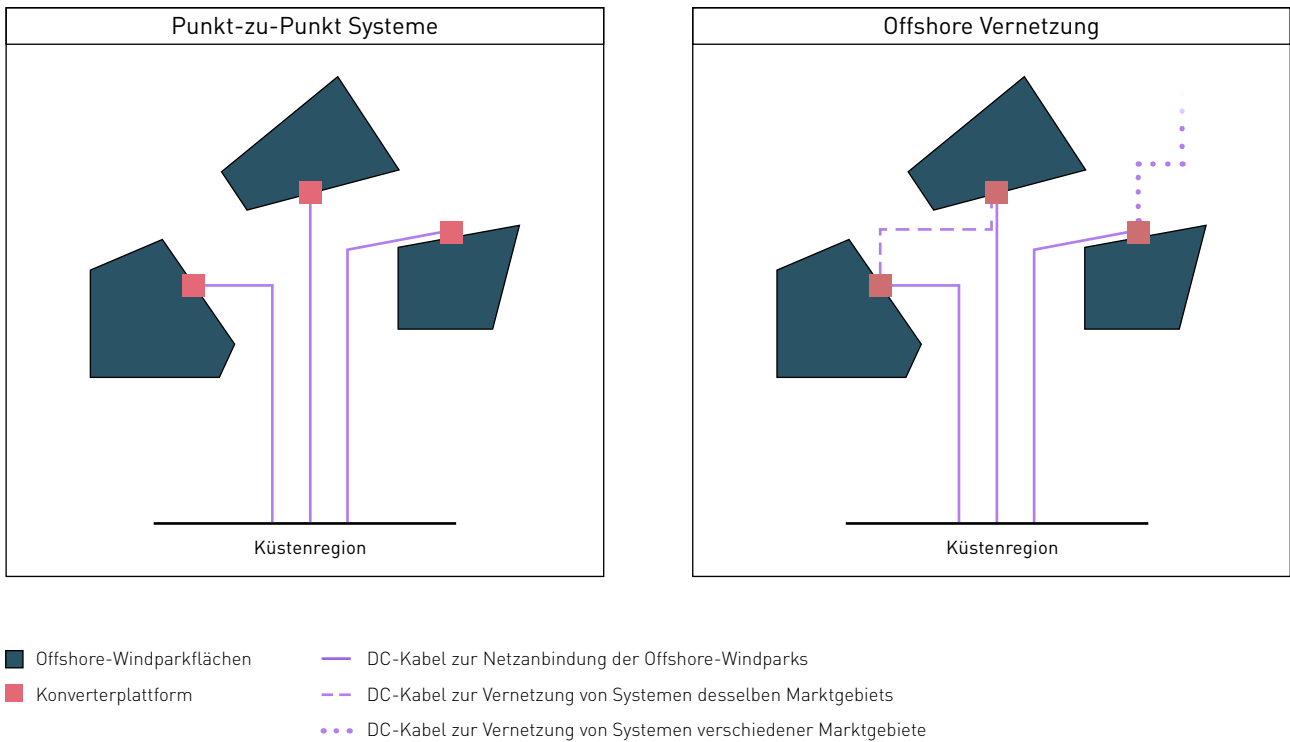 Punkt-zu-Punkt Systeme
Küstenregion
Offshore Vernetzung
Küstenregion
Offshore-Windparkflächen
Konverterplattform
DC-Kabel zur Netzanbindung der Offshore-Windparks
DC-Kabel zur Vernetzung von Systemen desselben Marktgebiets
DC-Kabel zur Vernetzung von Systemen verschiedener Marktgebiete